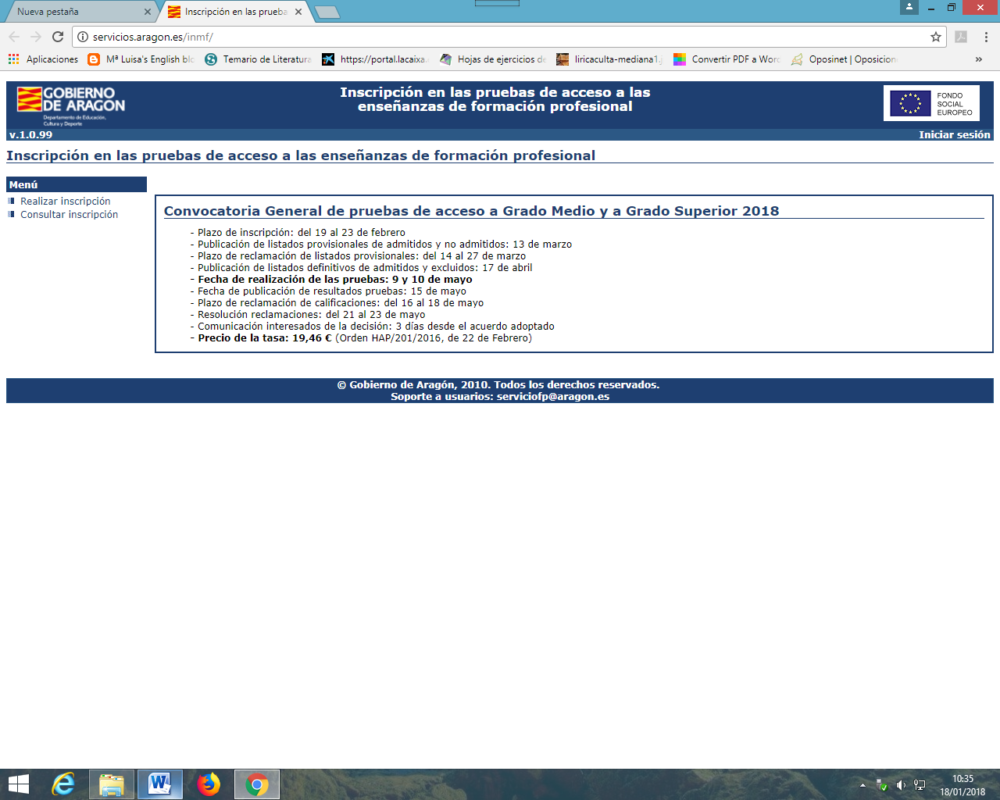 Nueva pestaña
Inscripción en las prueba
servicios.aragon.es/inmf/
Aplicaciones
Mª Luisa's English blo
Temario de Literatura
https://portal.lacaixa.
Hojas de ejercicios de
liricaculta-mediana1.j
Convertir PDF a Word
Oposinet | Oposicion
»
GOBIERNO
DE ARAGON
Departamento de Educación,
Cultura y Deporte
Inscripción en las pruebas de acceso a las
enseñanzas de formación profesional
FONDO
SOCIAL
EUROPEO
v.1.0.99
Iniciar sesión
Inscripción en las pruebas de acceso a las enseñanzas de formación profesional
Menú
Realizar inscripción
Consultar inscripción
Convocatoria General de pruebas de acceso a Grado Medio y a Grado Superior 2018
- Plazo de inscripción: del 19 al 23 de febrero
- Publicación de listados provisionales de admitidos y no admitidos: 13 de marzo
- Plazo de reclamación de listados provisionales: del 14 al 27 de marzo
- Publicación de listados definitivos de admitidos y excluidos: 17 de abril
- Fecha de realización de las pruebas: 9 y 10 de mayo
- Fecha de publicación de resultados pruebas: 15 de mayo
- Plazo de reclamación de calificaciones: del 16 al 18 de mayo
- Resolución reclamaciones: del 21 al 23 de mayo
- Comunicación interesados de la decisión: 3 días desde el acuerdo adoptado
- Precio de la tasa: 19,46 € (Orden HAP/201/2016, de 22 de Febrero)
© Gobierno de Aragón, 2010. Todos los derechos reservados.
Soporte a usuarios: serviciofp@aragon.es
10:35
18/01/2018